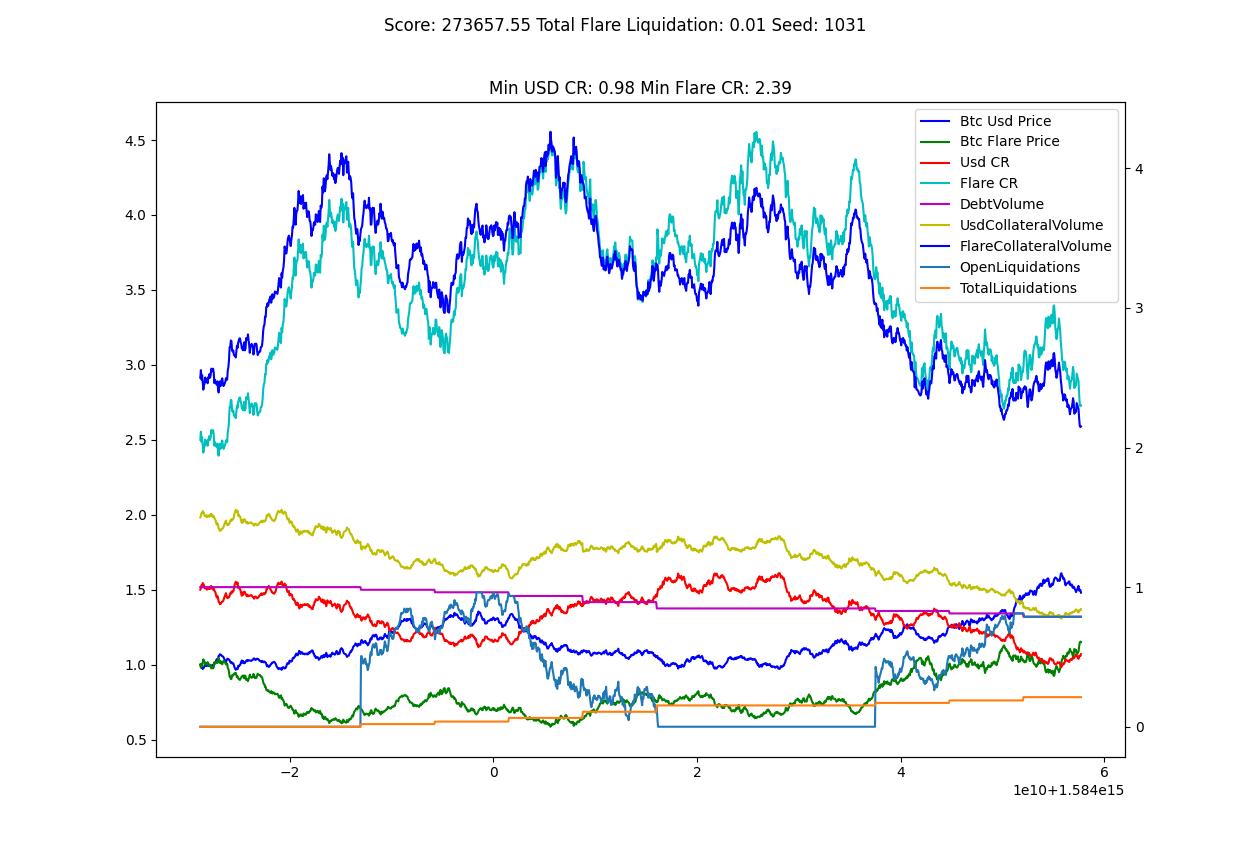 Score: 273657.55 Total Flare Liquidation: 0.01 Seed: 1031
Min USD CR: 0.98 Min Flare CR: 2.39
Btc Usd Price
Btc Flare Price
Usd CR
Flare CR
DebtVolume
UsdCollateralVolume
FlareCollateralVolume
OpenLiquidations
TotalLiquidations
4.5
4.0
3.5
3.0
2.5
2.0
1.5
1.0
0.5
4
3
2
1
0
−2
0
2
4
6
1e10+1.584e15